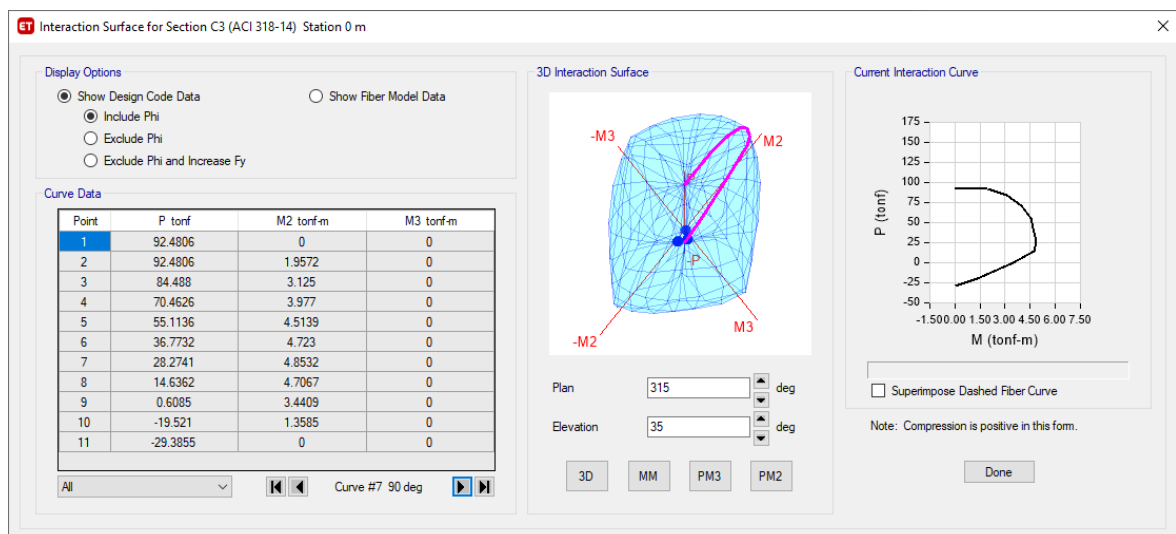 ET Interaction Surface for Section C3 (ACI 318-14) Station 0 m
Display Options
Show Design Code Data
Show Fiber Model Data
Include Phi
Exclude Phi
Exclude Phi and Increase Fy
Curve Data
Point P tonf M2 tonf-m M3 tonf-m
1 92.4806 0 0
2 92.4806 1.9572 0
3 84.488 3.125 0
4 70.4626 3.977 0
5 55.1136 4.5139 0
6 36.7732 4.723 0
7 28.2741 4.8532 0
8 14.6362 4.7067 0
9 0.6085 3.4409 0
10 -19.521 1.3585 0
11 -29.3855 0 0
All
Curve #7 90 deg
3D Interaction Surface
-M3
M2
P
-P
M3
-M2
Plan 315 deg
Elevation 35 deg
3D MM PM3 PM2
Current Interaction Curve
175
150
125
100
75
50
25
0
-25
-50
P (tonf)
-1.50 0.00 1.50 3.00 4.50 6.00 7.50
M (tonf-m)
Superimpose Dashed Fiber Curve
Note: Compression is positive in this form.
Done